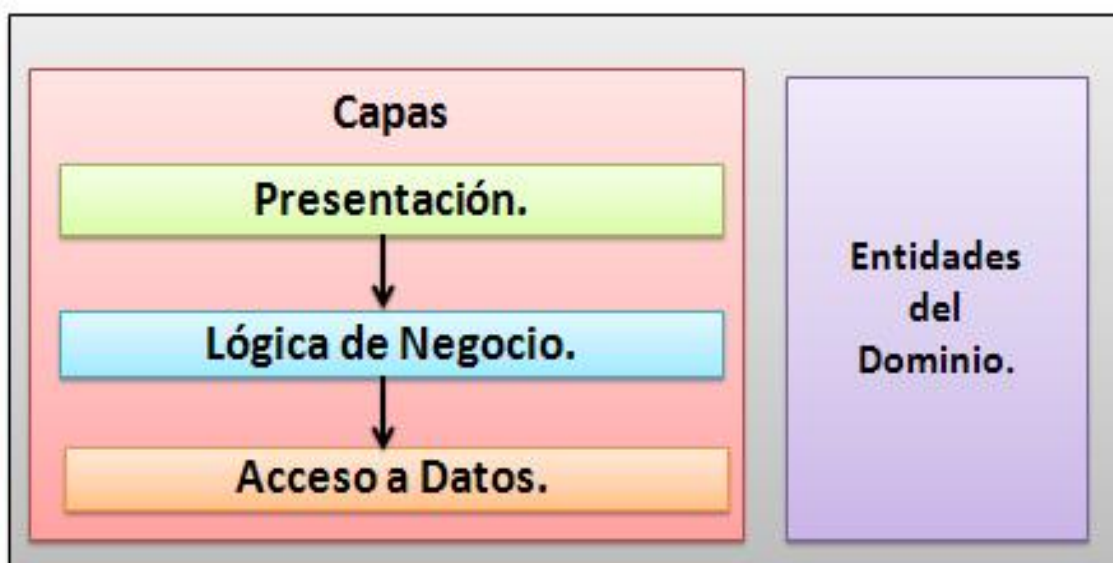 Capas
Presentación.
Lógica de Negocio.
Acceso a Datos.
Entidades
del
Dominio.